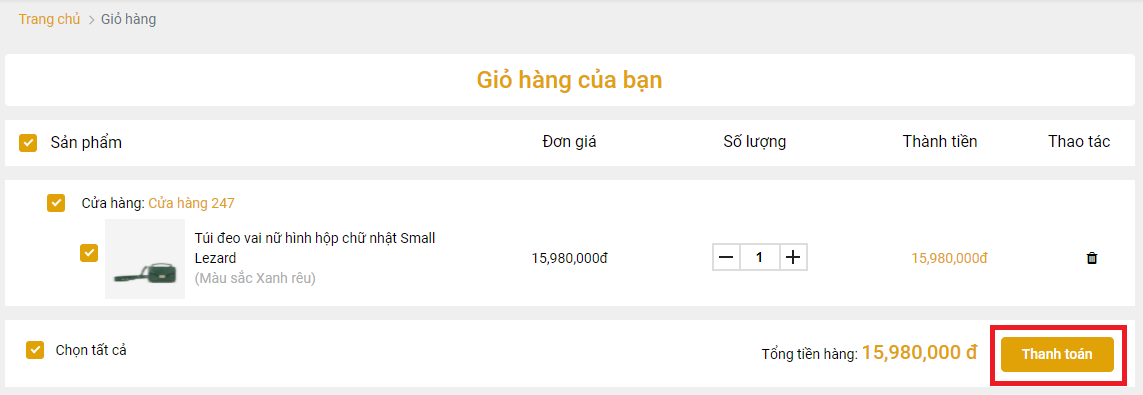 Trang chủ > Giỏ hàng
Giỏ hàng của bạn
Sản phẩm Đơn giá Số lượng Thành tiền Thao tác
Cửa hàng: Cửa hàng 247
Túi đeo vai nữ hình hộp chữ nhật Small
Lezard
(Màu sắc Xanh rêu)
15,980,000đ 1 15,980,000đ
Chọn tất cả Tổng tiền hàng: 15,980,000 đ Thanh toán